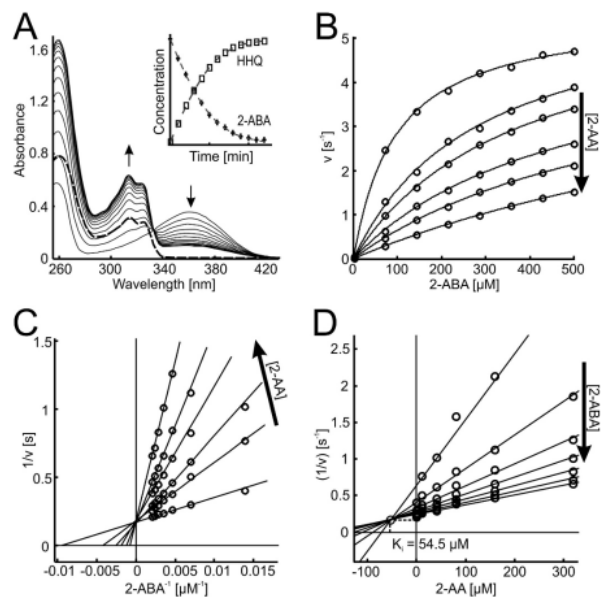 A
1.6
1.2
0.8
0.4
0
Absorbance
260
300
340
380
420
Wavelength [nm]
Concentration
HHQ
2-ABA
Time [min]
B
5
4
3
2
1
0
v [s⁻¹]
0
100
200
300
400
500
2-ABA [µM]
[2-AA]
C
1.5
1
0.5
0
1/v [s]
-0.01
-0.005
0
0.005
0.01
0.015
2-ABA⁻¹ [µM⁻¹]
[2-AA]
D
2.5
2
1.5
1
0.5
0
(1/v) [s⁻¹]
-100
0
100
200
300
2-AA [µM]
[2-ABA]
Kᵢ = 54.5 µM